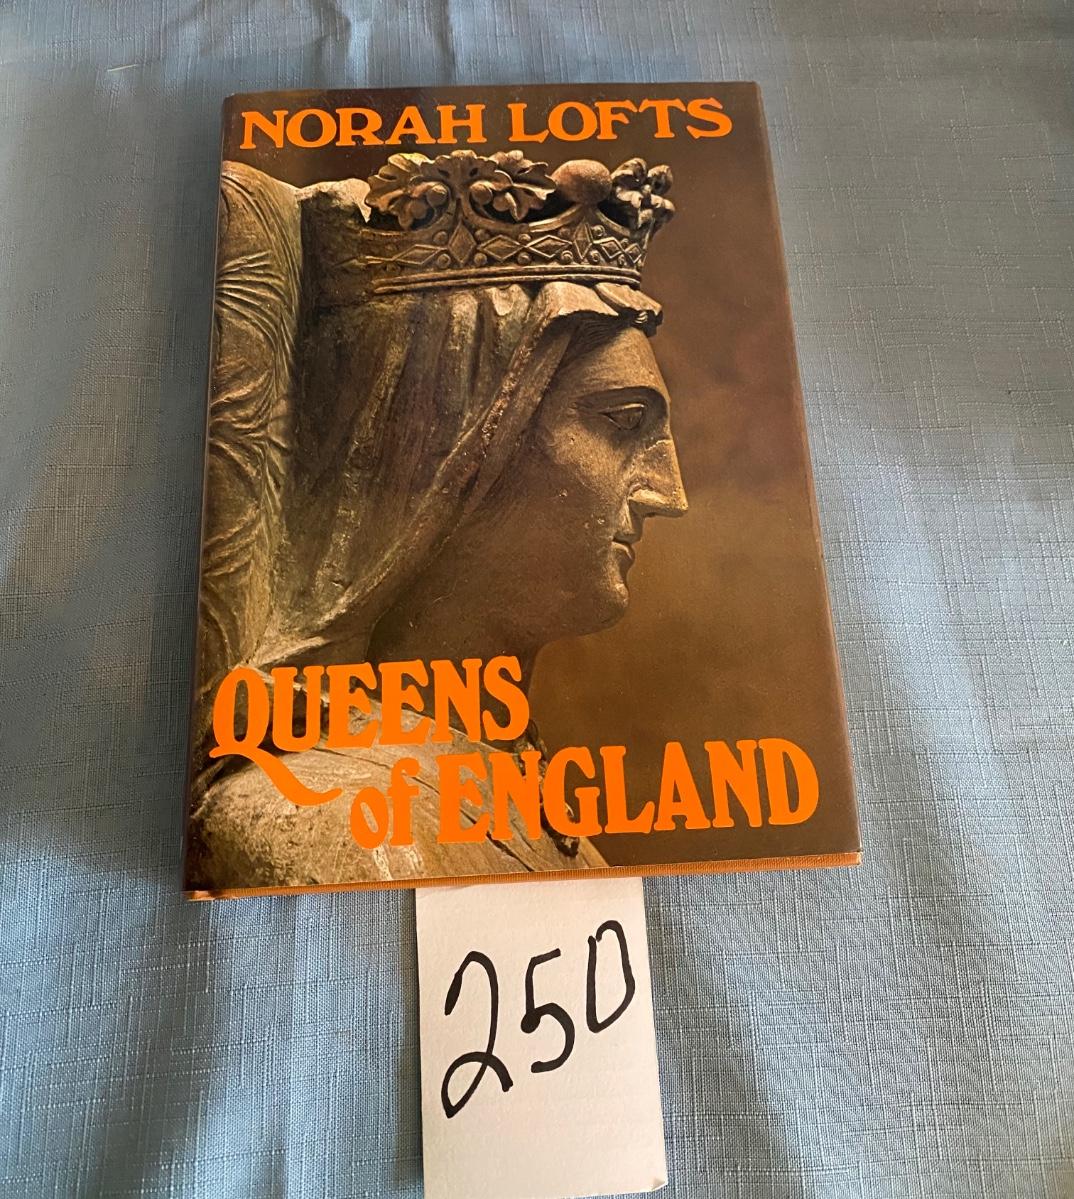 NORAH LOFTS
QUEENS
of ENGLAND
250